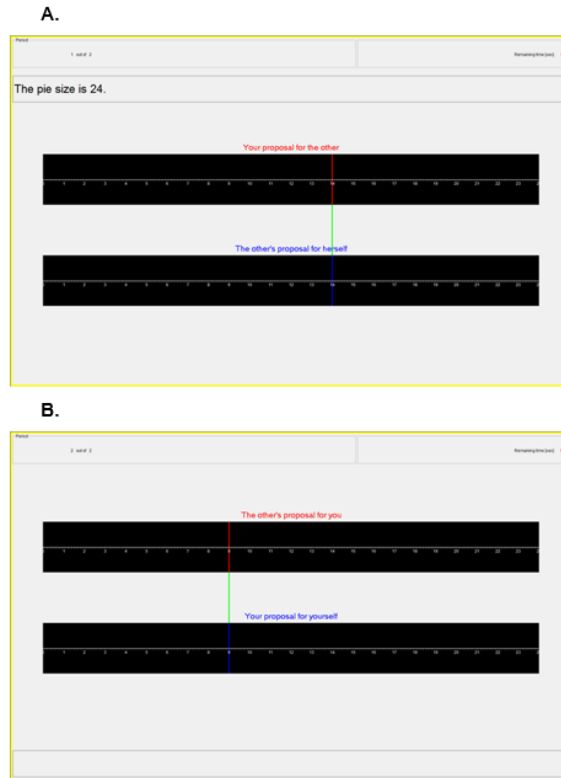 A.
Period
1 out of 2
Remaining time [sec]
The pie size is 24.
Your proposal for the other
1 2 3 4 5 6 7 8 9 10 11 12 13 14 15 16 17 18 19 20 21 22 23
The other's proposal for herself
1 2 3 4 5 6 7 8 9 10 11 12 13 14 15 16 17 18 19 20 21 22 23
B.
Period
2 out of 2
Remaining time [sec]
The other's proposal for you
1 2 3 4 5 6 7 8 9 10 11 12 13 14 15 16 17 18 19 20 21 22 23
Your proposal for yourself
1 2 3 4 5 6 7 8 9 10 11 12 13 14 15 16 17 18 19 20 21 22 23